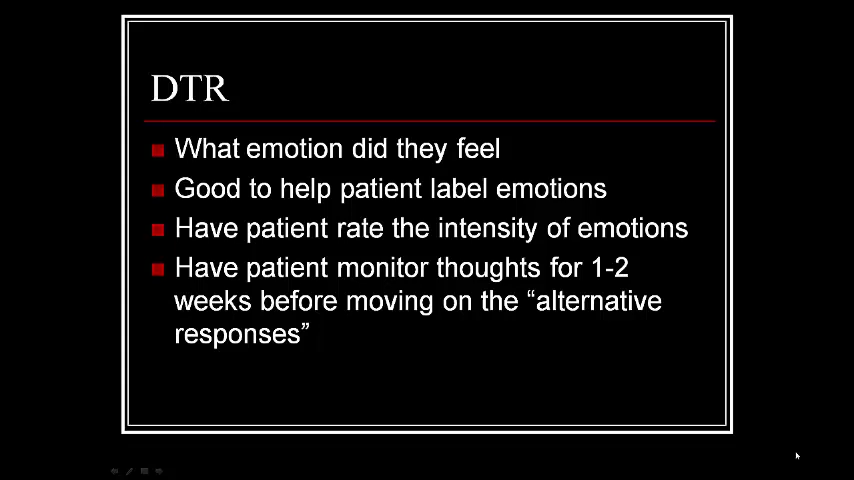 DTR
What emotion did they feel
Good to help patient label emotions
Have patient rate the intensity of emotions
Have patient monitor thoughts for 1-2
weeks before moving on the “alternative
responses”